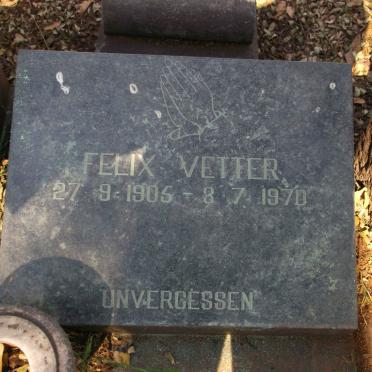 FELIX VETTER
27 9-1906 - 8 7 1970
UNVERGESSEN